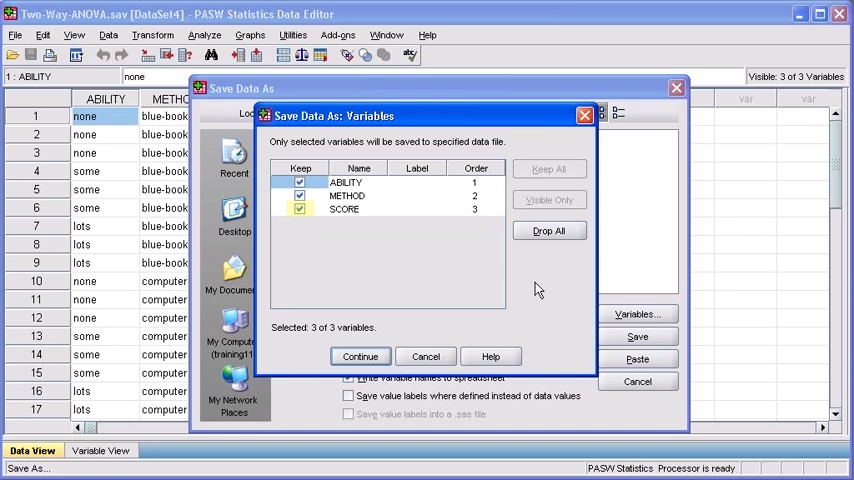 Two-Way-ANOVA.sav [DataSet4] - PASW Statistics Data Editor
File Edit View Data Transform Analyze Graphs Utilities Add-ons Window Help
1 : ABILITY none Visible: 3 of 3 Variables
ABILITY METHO var var
1 none blue-book
2 none blue-book
3 none blue-book
4 some blue-book
5 some blue-book
6 some blue-book
7 lots blue-book
8 lots blue-book
9 lots blue-book
10 none computer
11 none computer
12 none computer
13 some computer
14 some computer
15 some computer
16 lots computer
17 lots computer
Data View Variable View
Save As... PASW Statistics Processor is ready
Save Data As
Loo
Recent
Desktop
My Docume
My Compu
(training11
My Network
Places
Variables...
Save
Paste
Cancel
Write variable names to spreadsheet
Save value labels where defined instead of data values
Save value labels into a .sas file
Save Data As: Variables
Only selected variables will be saved to specified data file.
Keep Name Label Order
ABILITY 1
METHOD 2
SCORE 3
Keep All
Visible Only
Drop All
Selected: 3 of 3 variables.
Continue Cancel Help